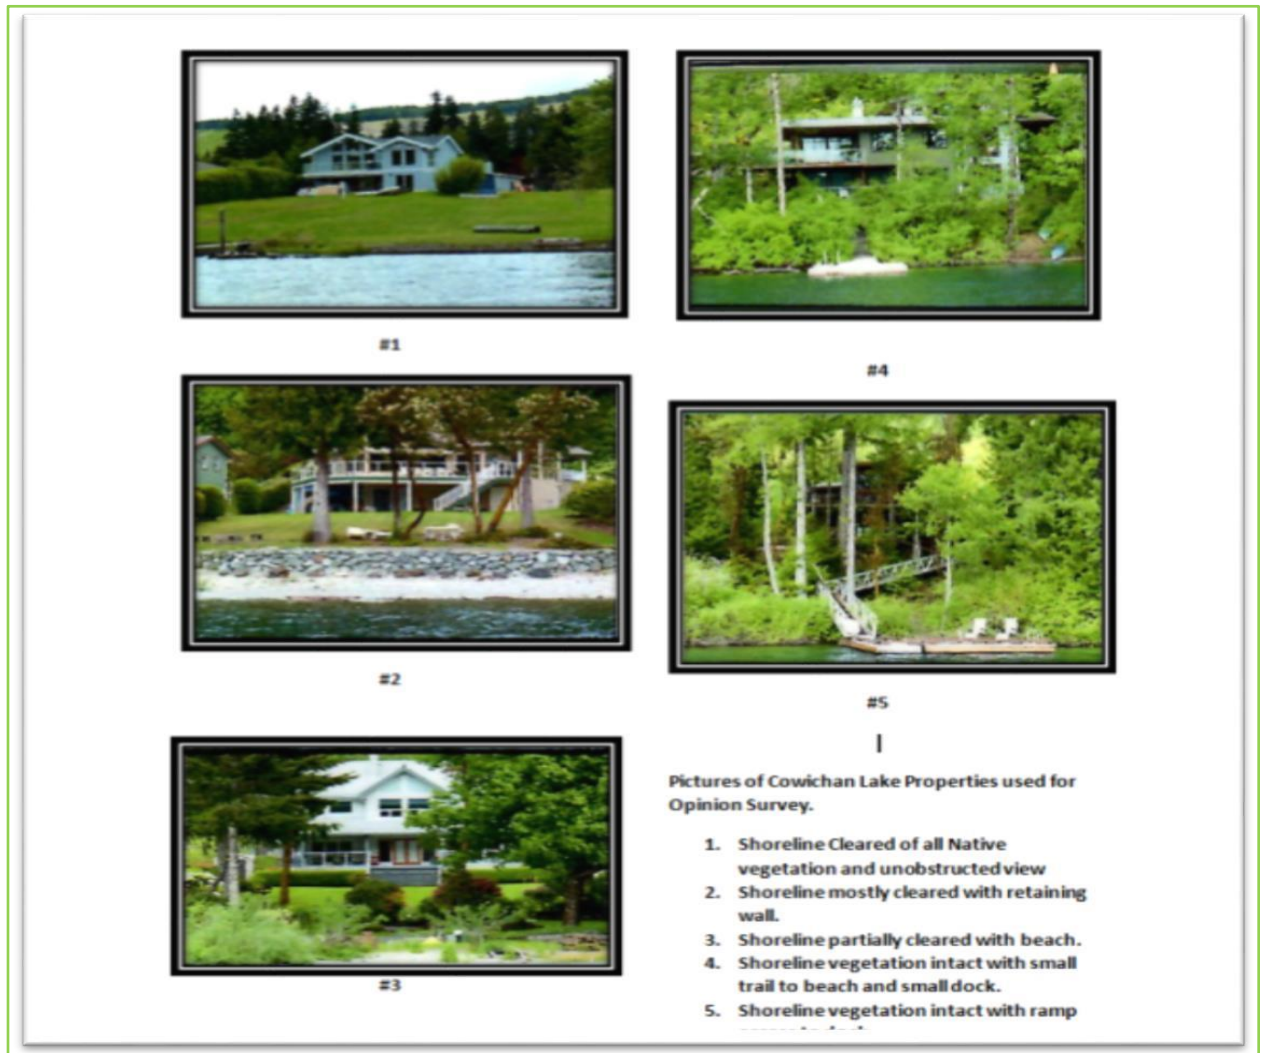 #1
#4
#2
#5
#3
Pictures of Cowichan Lake Properties used for
Opinion Survey.
1. Shoreline Cleared of all Native
vegetation and unobstructed view
2. Shoreline mostly cleared with retaining
wall.
3. Shoreline partially cleared with beach.
4. Shoreline vegetation intact with small
trail to beach and small dock.
5. Shoreline vegetation intact with ramp